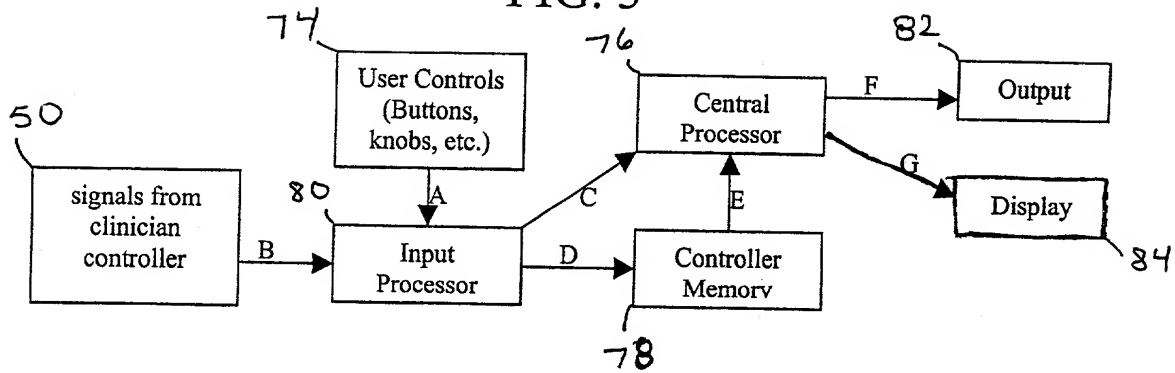 FIG. 5
74
User Controls
(Buttons,
knobs, etc.)
76
Central
Processor
F
82
Output
50
signals from
clinician
controller
B
A
80
Input
Processor
C
D
E
Controller
Memory
78
G
Display
84